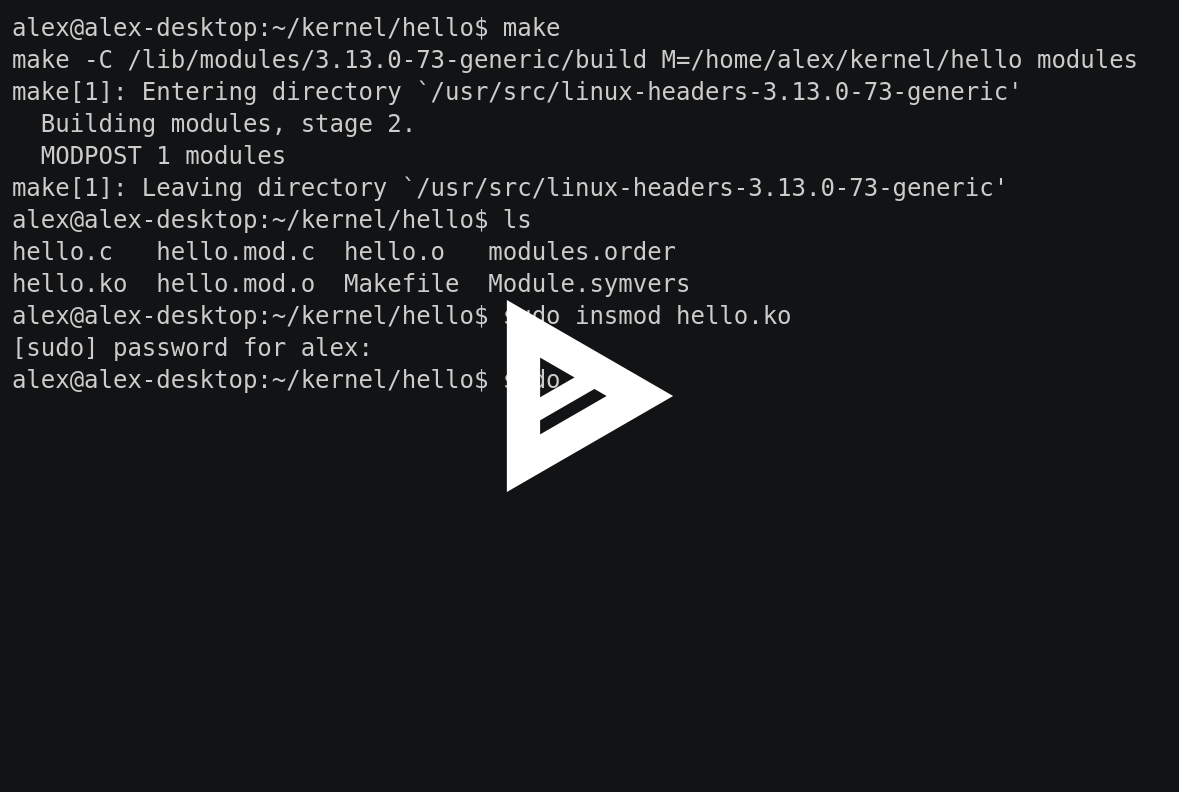 alex@alex-desktop:~/kernel/hello$ make
make -C /lib/modules/3.13.0-73-generic/build M=/home/alex/kernel/hello modules
make[1]: Entering directory `/usr/src/linux-headers-3.13.0-73-generic'
  Building modules, stage 2.
  MODPOST 1 modules
make[1]: Leaving directory `/usr/src/linux-headers-3.13.0-73-generic'
alex@alex-desktop:~/kernel/hello$ ls
hello.c   hello.mod.c  hello.o   modules.order
hello.ko  hello.mod.o  Makefile  Module.symvers
alex@alex-desktop:~/kernel/hello$ sudo insmod hello.ko
[sudo] password for alex:
alex@alex-desktop:~/kernel/hello$ sudo